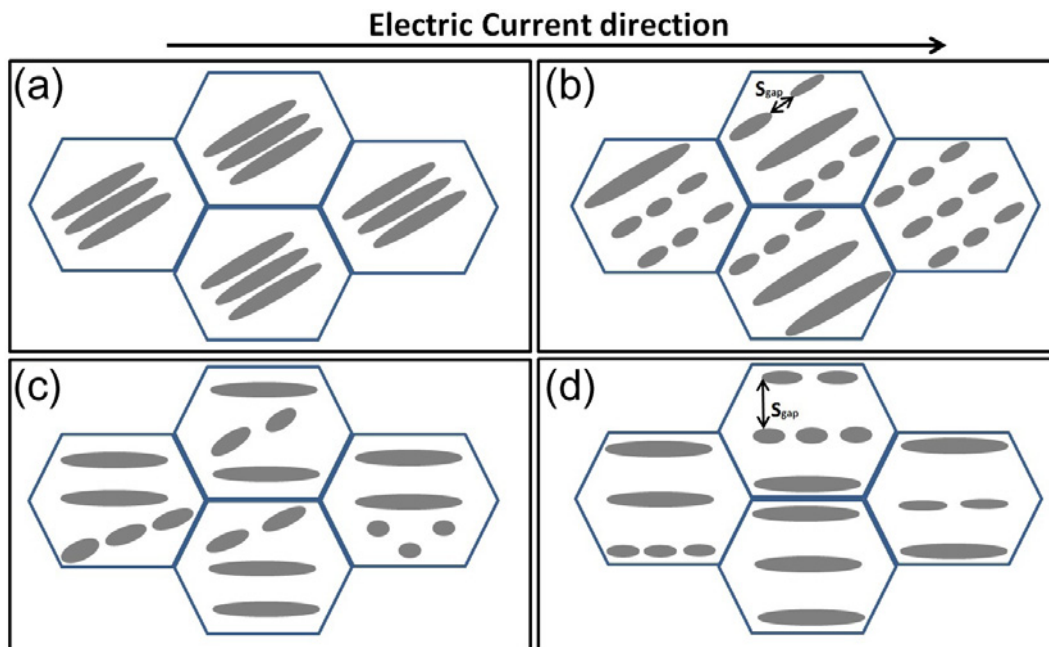 Electric Current direction
(a)
(b)
Sgap
(c)
(d)
Sgap